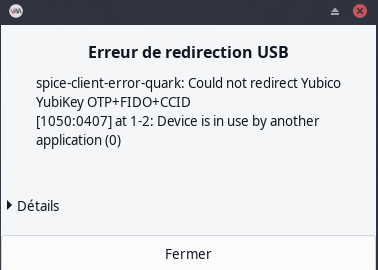 Erreur de redirection USB
spice-client-error-quark: Could not redirect Yubico
YubiKey OTP+FIDO+CCID
[1050:0407] at 1-2: Device is in use by another
application (0)
Détails
Fermer